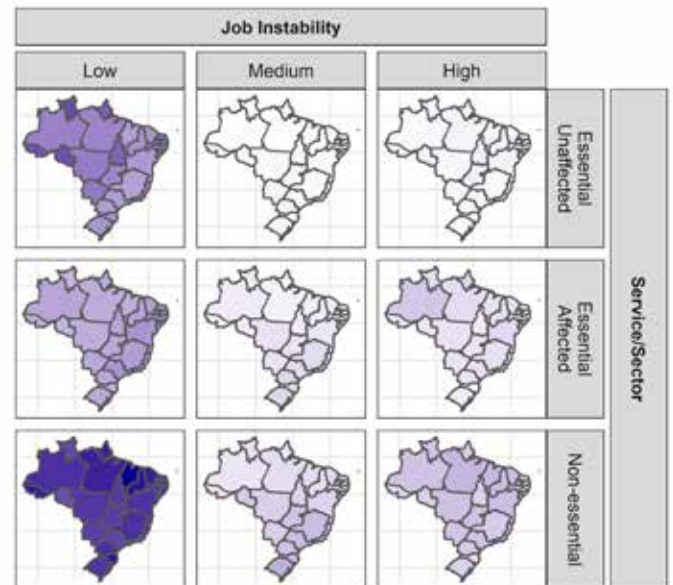 Job Instability
Low
Medium
High
Essential
Unaffected
Essential
Affected
Non-essential
Service/Sector